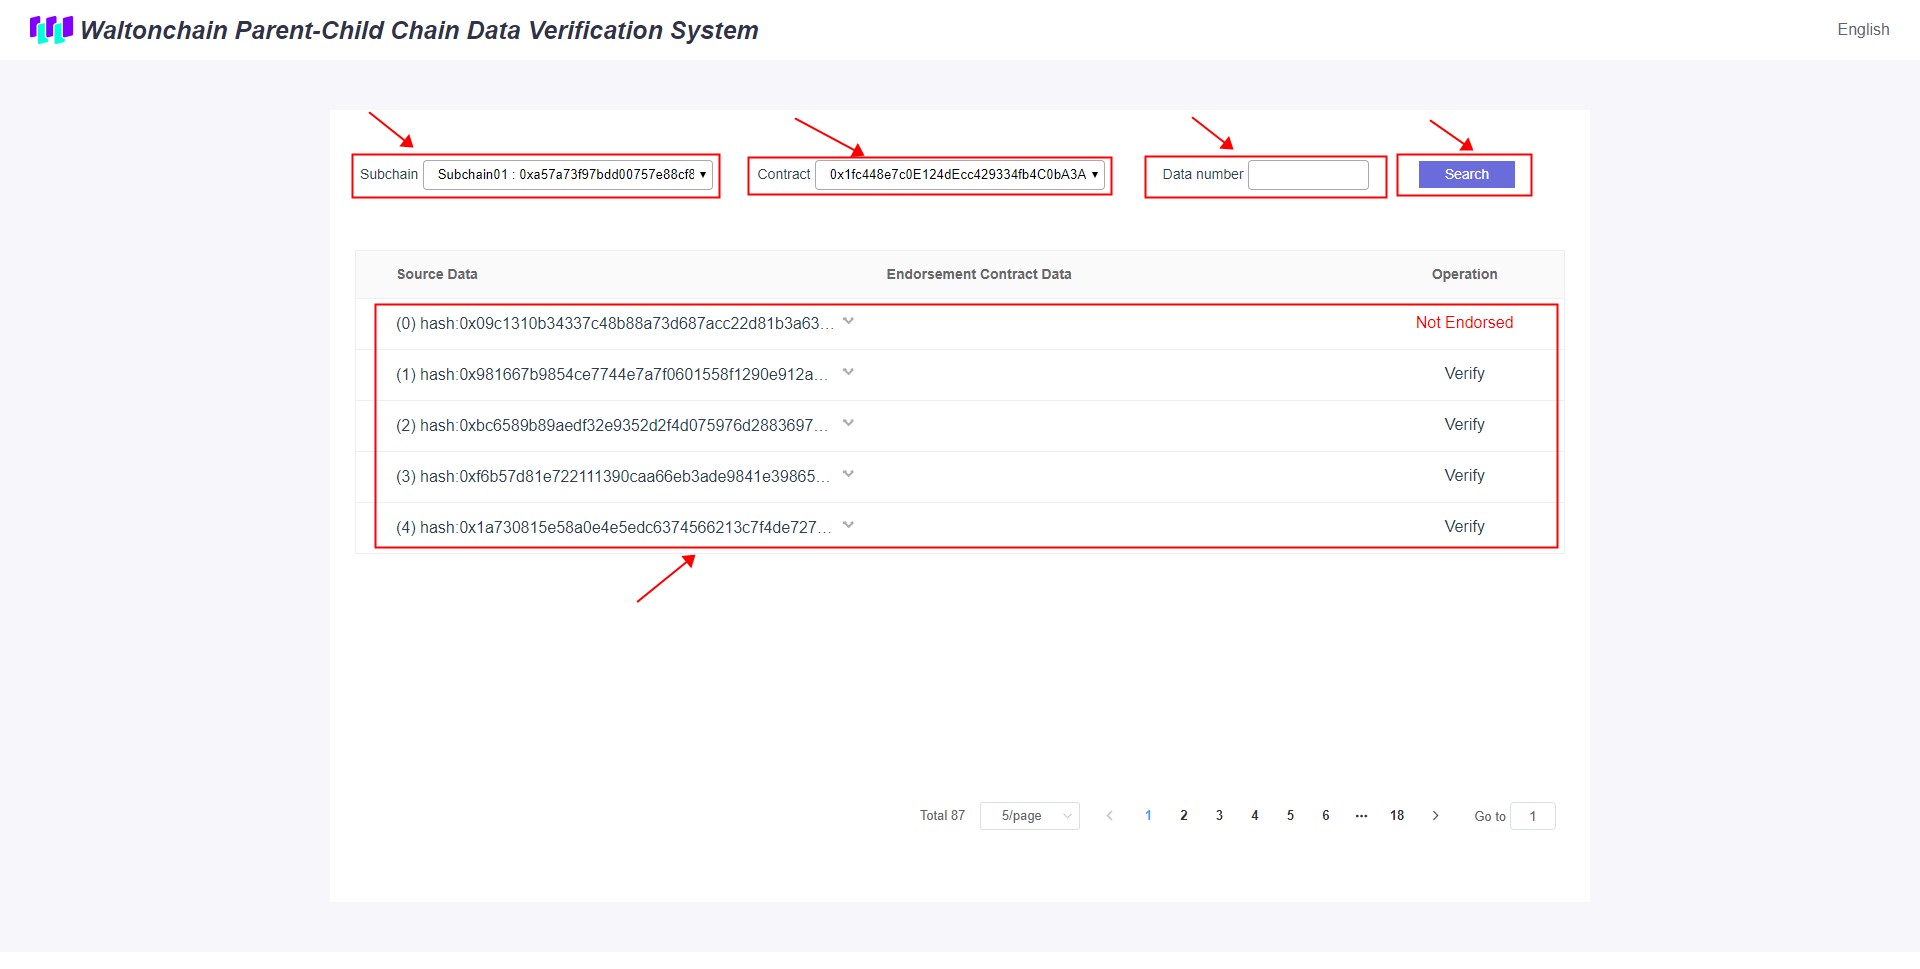 Waltonchain Parent-Child Chain Data Verification System
English
Subchain Subchain01 : 0xa57a73f97bdd00757e88cf8 Contract 0x1fc448e7c0E124dEcc429334fb4C0bA3A Data number Search
Source Data Endorsement Contract Data Operation
(0) hash:0x09c1310b34337c48b88a73d687acc22d81b3a63... Not Endorsed
(1) hash:0x981667b9854ce7744e7a7f0601558f1290e912a... Verify
(2) hash:0xbc6589b89aedf32e9352d2f4d075976d2883697... Verify
(3) hash:0xf6b57d81e722111390caa66eb3ade9841e39865... Verify
(4) hash:0x1a730815e58a0e4e5edc6374566213c7f4de727... Verify
Total 87 5/page 1 2 3 4 5 6 ... 18 Go to 1